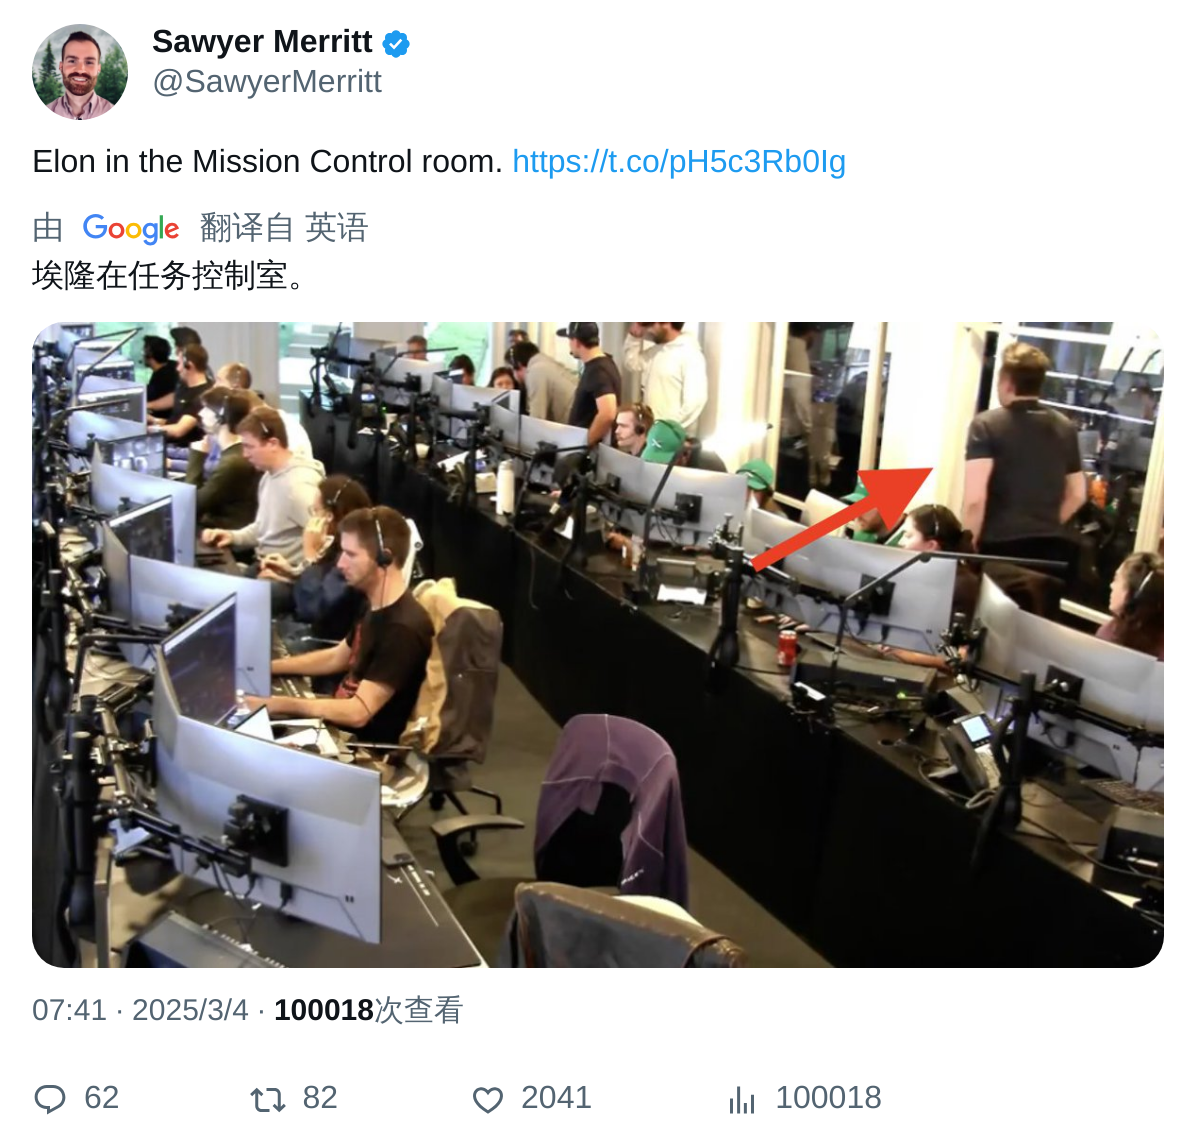 Sawyer Merritt
@SawyerMerritt
Elon in the Mission Control room. https://t.co/pH5c3Rb0Ig
由 Google 翻译自 英语
埃隆在任务控制室。
07:41 · 2025/3/4 · 100018次查看
62 82 2041 100018